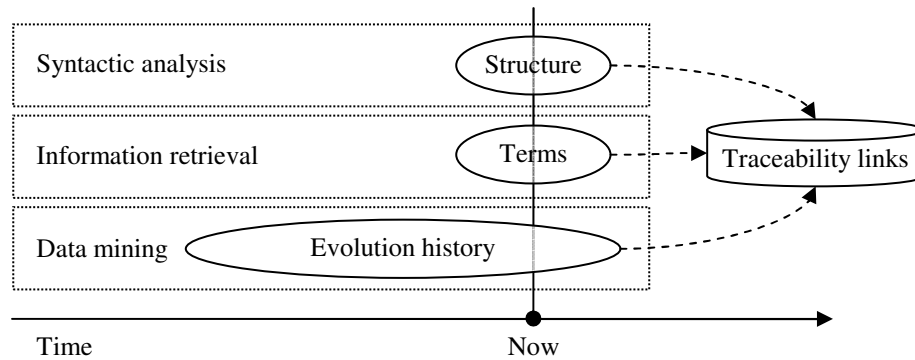 Syntactic analysis
Structure
Information retrieval
Terms
Traceability links
Data mining
Evolution history
Time
Now